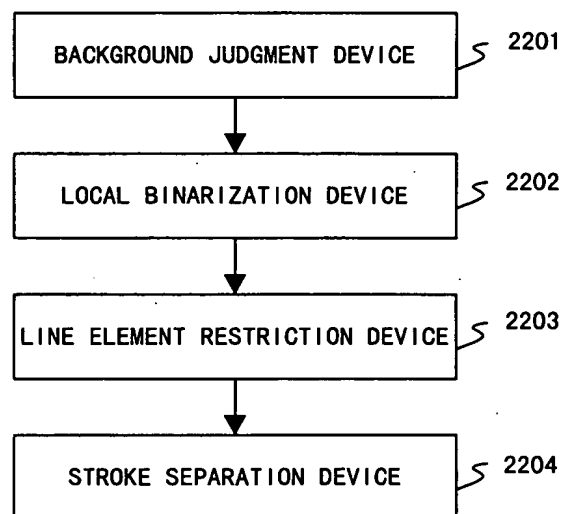 BACKGROUND JUDGMENT DEVICE 2201
LOCAL BINARIZATION DEVICE 2202
LINE ELEMENT RESTRICTION DEVICE 2203
STROKE SEPARATION DEVICE 2204